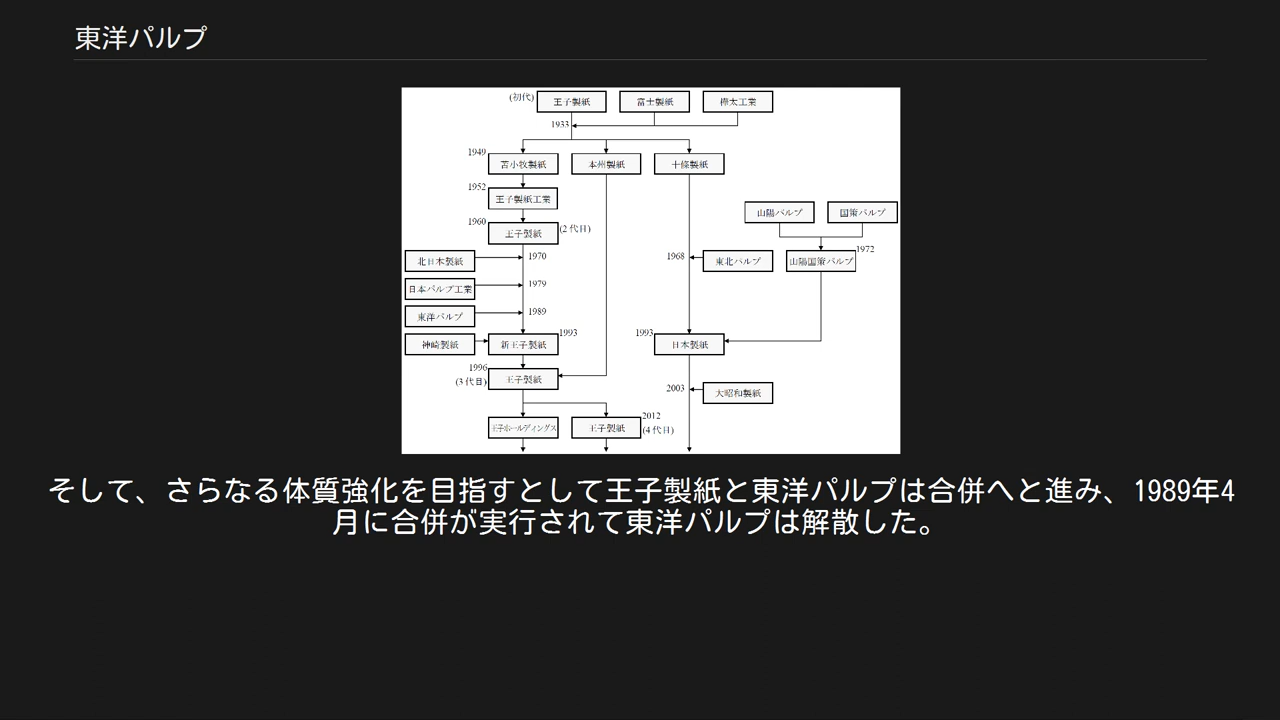 東洋パルプ
(初代) 王子製紙 富士製紙 樺太工業
1933
1949 苫小牧製紙 本州製紙 十條製紙
1952 王子製紙工業
1960 王子製紙 (2代目)
山陽パルプ 国策パルプ
北日本製紙 1970
1968 東北パルプ 山陽国策パルプ 1972
日本パルプ工業 1979
東洋パルプ 1989
神崎製紙 新王子製紙 1993
1993 日本製紙
1996 (3代目) 王子製紙
2003 大昭和製紙
王子ホールディングス 王子製紙 2012 (4代目)
そして、さらなる体質強化を目指すとして王子製紙と東洋パルプは合併へと進み、1989年4
月に合併が実行されて東洋パルプは解散した。